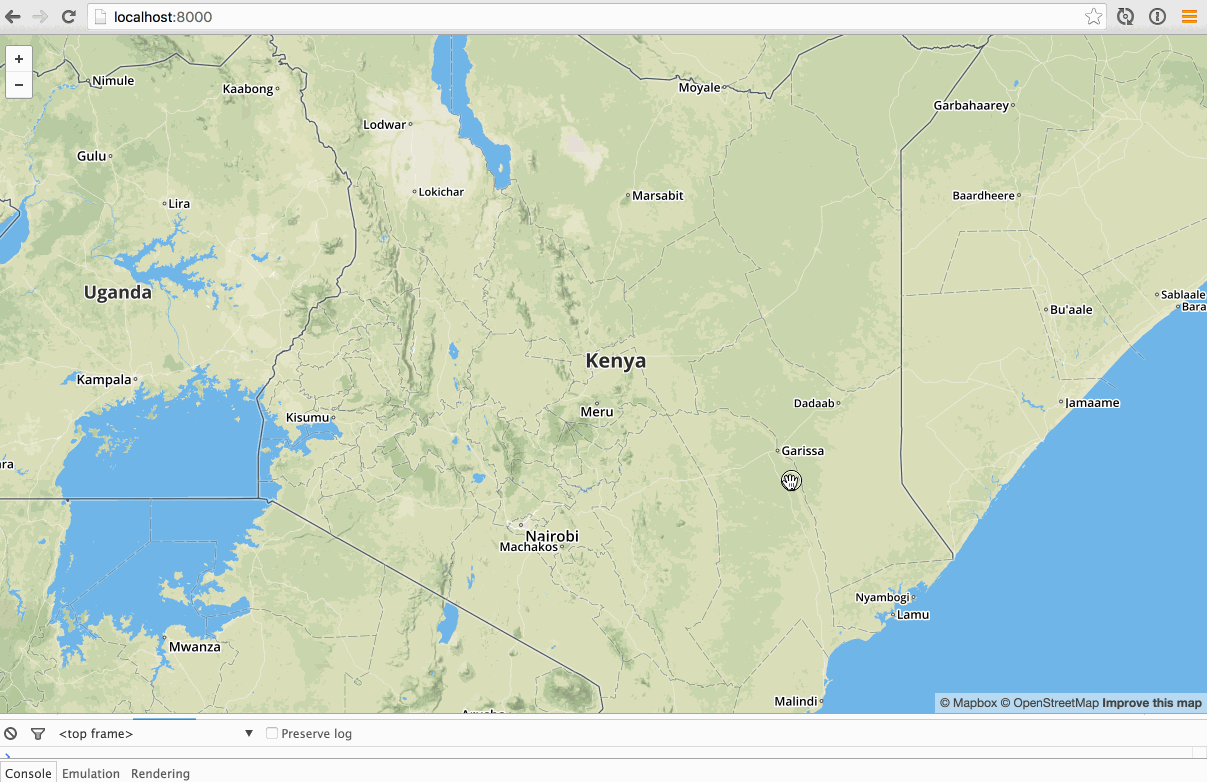 localhost:8000
+
−
Nimule
Kaabong
Moyale
Garbahaarey
Lodwar
Gulu
Lokichar
Marsabit
Baardheere
Lira
Uganda
Sablaale
Bara
Bu'aale
Kenya
Kampala
Dadaab
Jamaame
Meru
Kisumu
Garissa
ra
Nairobi
Machakos
Nyambogi
Lamu
Mwanza
Malindi
© Mapbox © OpenStreetMap Improve this map
<top frame> ▼ Preserve log
Console Emulation Rendering